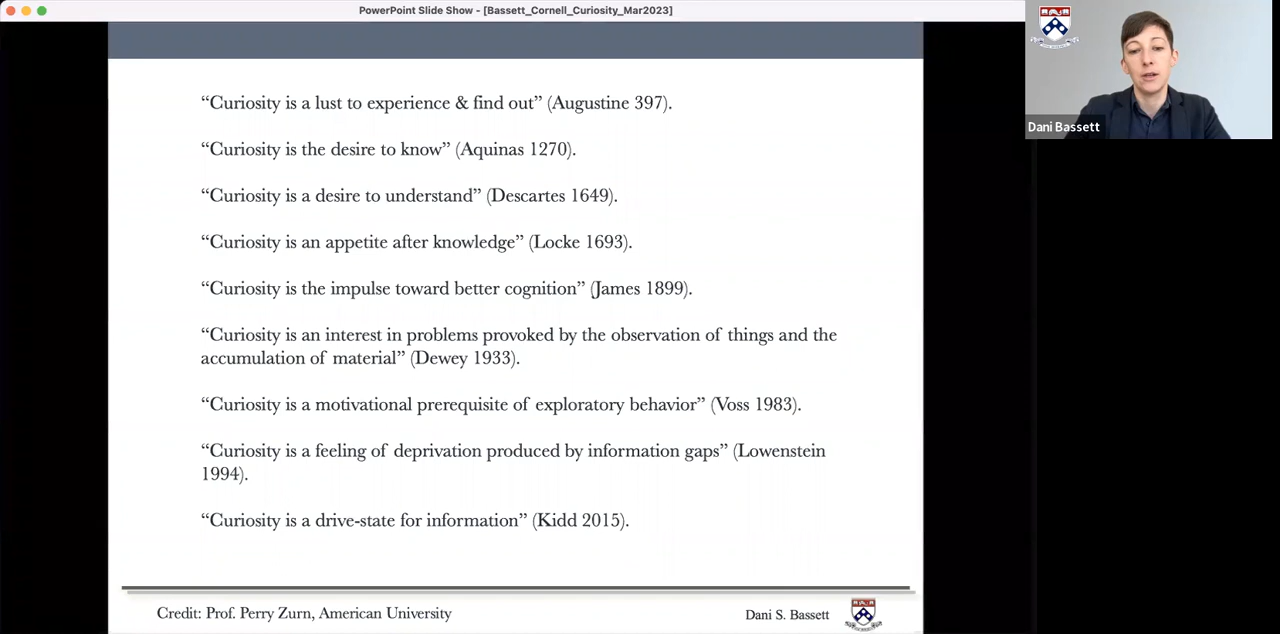 PowerPoint Slide Show - [Bassett_Cornell_Curiosity_Mar2023]
“Curiosity is a lust to experience & find out” (Augustine 397).
“Curiosity is the desire to know” (Aquinas 1270).
“Curiosity is a desire to understand” (Descartes 1649).
“Curiosity is an appetite after knowledge” (Locke 1693).
“Curiosity is the impulse toward better cognition” (James 1899).
“Curiosity is an interest in problems provoked by the observation of things and the
accumulation of material” (Dewey 1933).
“Curiosity is a motivational prerequisite of exploratory behavior” (Voss 1983).
“Curiosity is a feeling of deprivation produced by information gaps” (Lowenstein
1994).
“Curiosity is a drive-state for information” (Kidd 2015).
Credit: Prof. Perry Zurn, American University
Dani S. Bassett
Dani Bassett